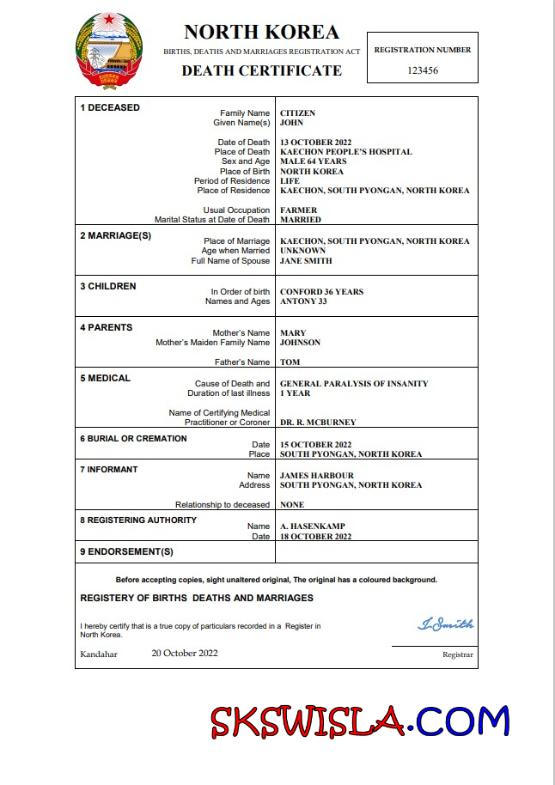 NORTH KOREA
BIRTHS, DEATHS AND MARRIAGES REGISTRATION ACT
DEATH CERTIFICATE
REGISTRATION NUMBER
123456
1 DECEASED
Family Name CITIZEN
Given Name(s) JOHN
Date of Death 13 OCTOBER 2022
Place of Death KAECHON PEOPLE'S HOSPITAL
Sex and Age MALE 64 YEARS
Place of Birth NORTH KOREA
Period of Residence LIFE
Place of Residence KAECHON, SOUTH PYONGAN, NORTH KOREA
Usual Occupation FARMER
Marital Status at Date of Death MARRIED
2 MARRIAGE(S)
Place of Marriage KAECHON, SOUTH PYONGAN, NORTH KOREA
Age when Married UNKNOWN
Full Name of Spouse JANE SMITH
3 CHILDREN
In Order of birth CONFORD 36 YEARS
Names and Ages ANTONY 33
4 PARENTS
Mother's Name MARY
Mother's Maiden Family Name JOHNSON
Father's Name TOM
5 MEDICAL
Cause of Death and GENERAL PARALYSIS OF INSANITY
Duration of last illness 1 YEAR
Name of Certifying Medical
Practitioner or Coroner DR. R. MCBURNEY
6 BURIAL OR CREMATION
Date 15 OCTOBER 2022
Place SOUTH PYONGAN, NORTH KOREA
7 INFORMANT
Name JAMES HARBOUR
Address SOUTH PYONGAN, NORTH KOREA
Relationship to deceased NONE
8 REGISTERING AUTHORITY
Name A. HASENKAMP
Date 18 OCTOBER 2022
9 ENDORSEMENT(S)
Before accepting copies, sight unaltered original, The original has a coloured background.
REGISTERY OF BIRTHS DEATHS AND MARRIAGES
I hereby certify that is a true copy of particulars recorded in a Register in
North Korea.
I Smith
Kandahar 20 October 2022 Registrar
SKSWISLA.COM